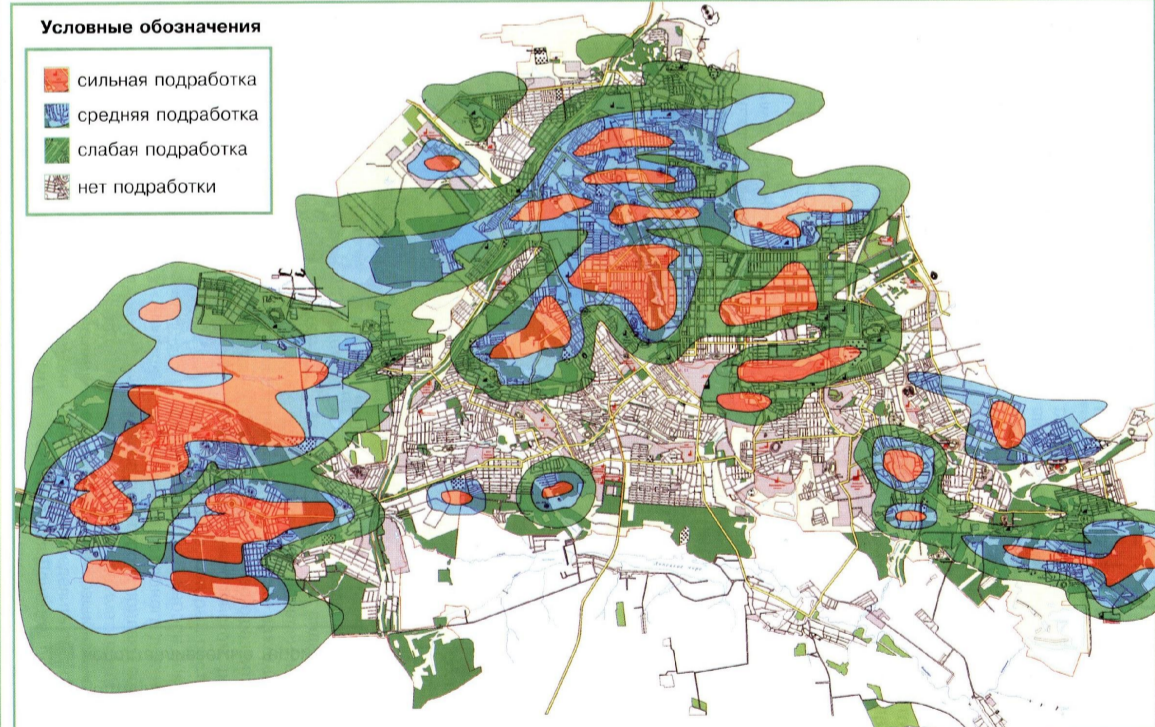 Условные обозначения
сильная подработка
средняя подработка
слабая подработка
нет подработки